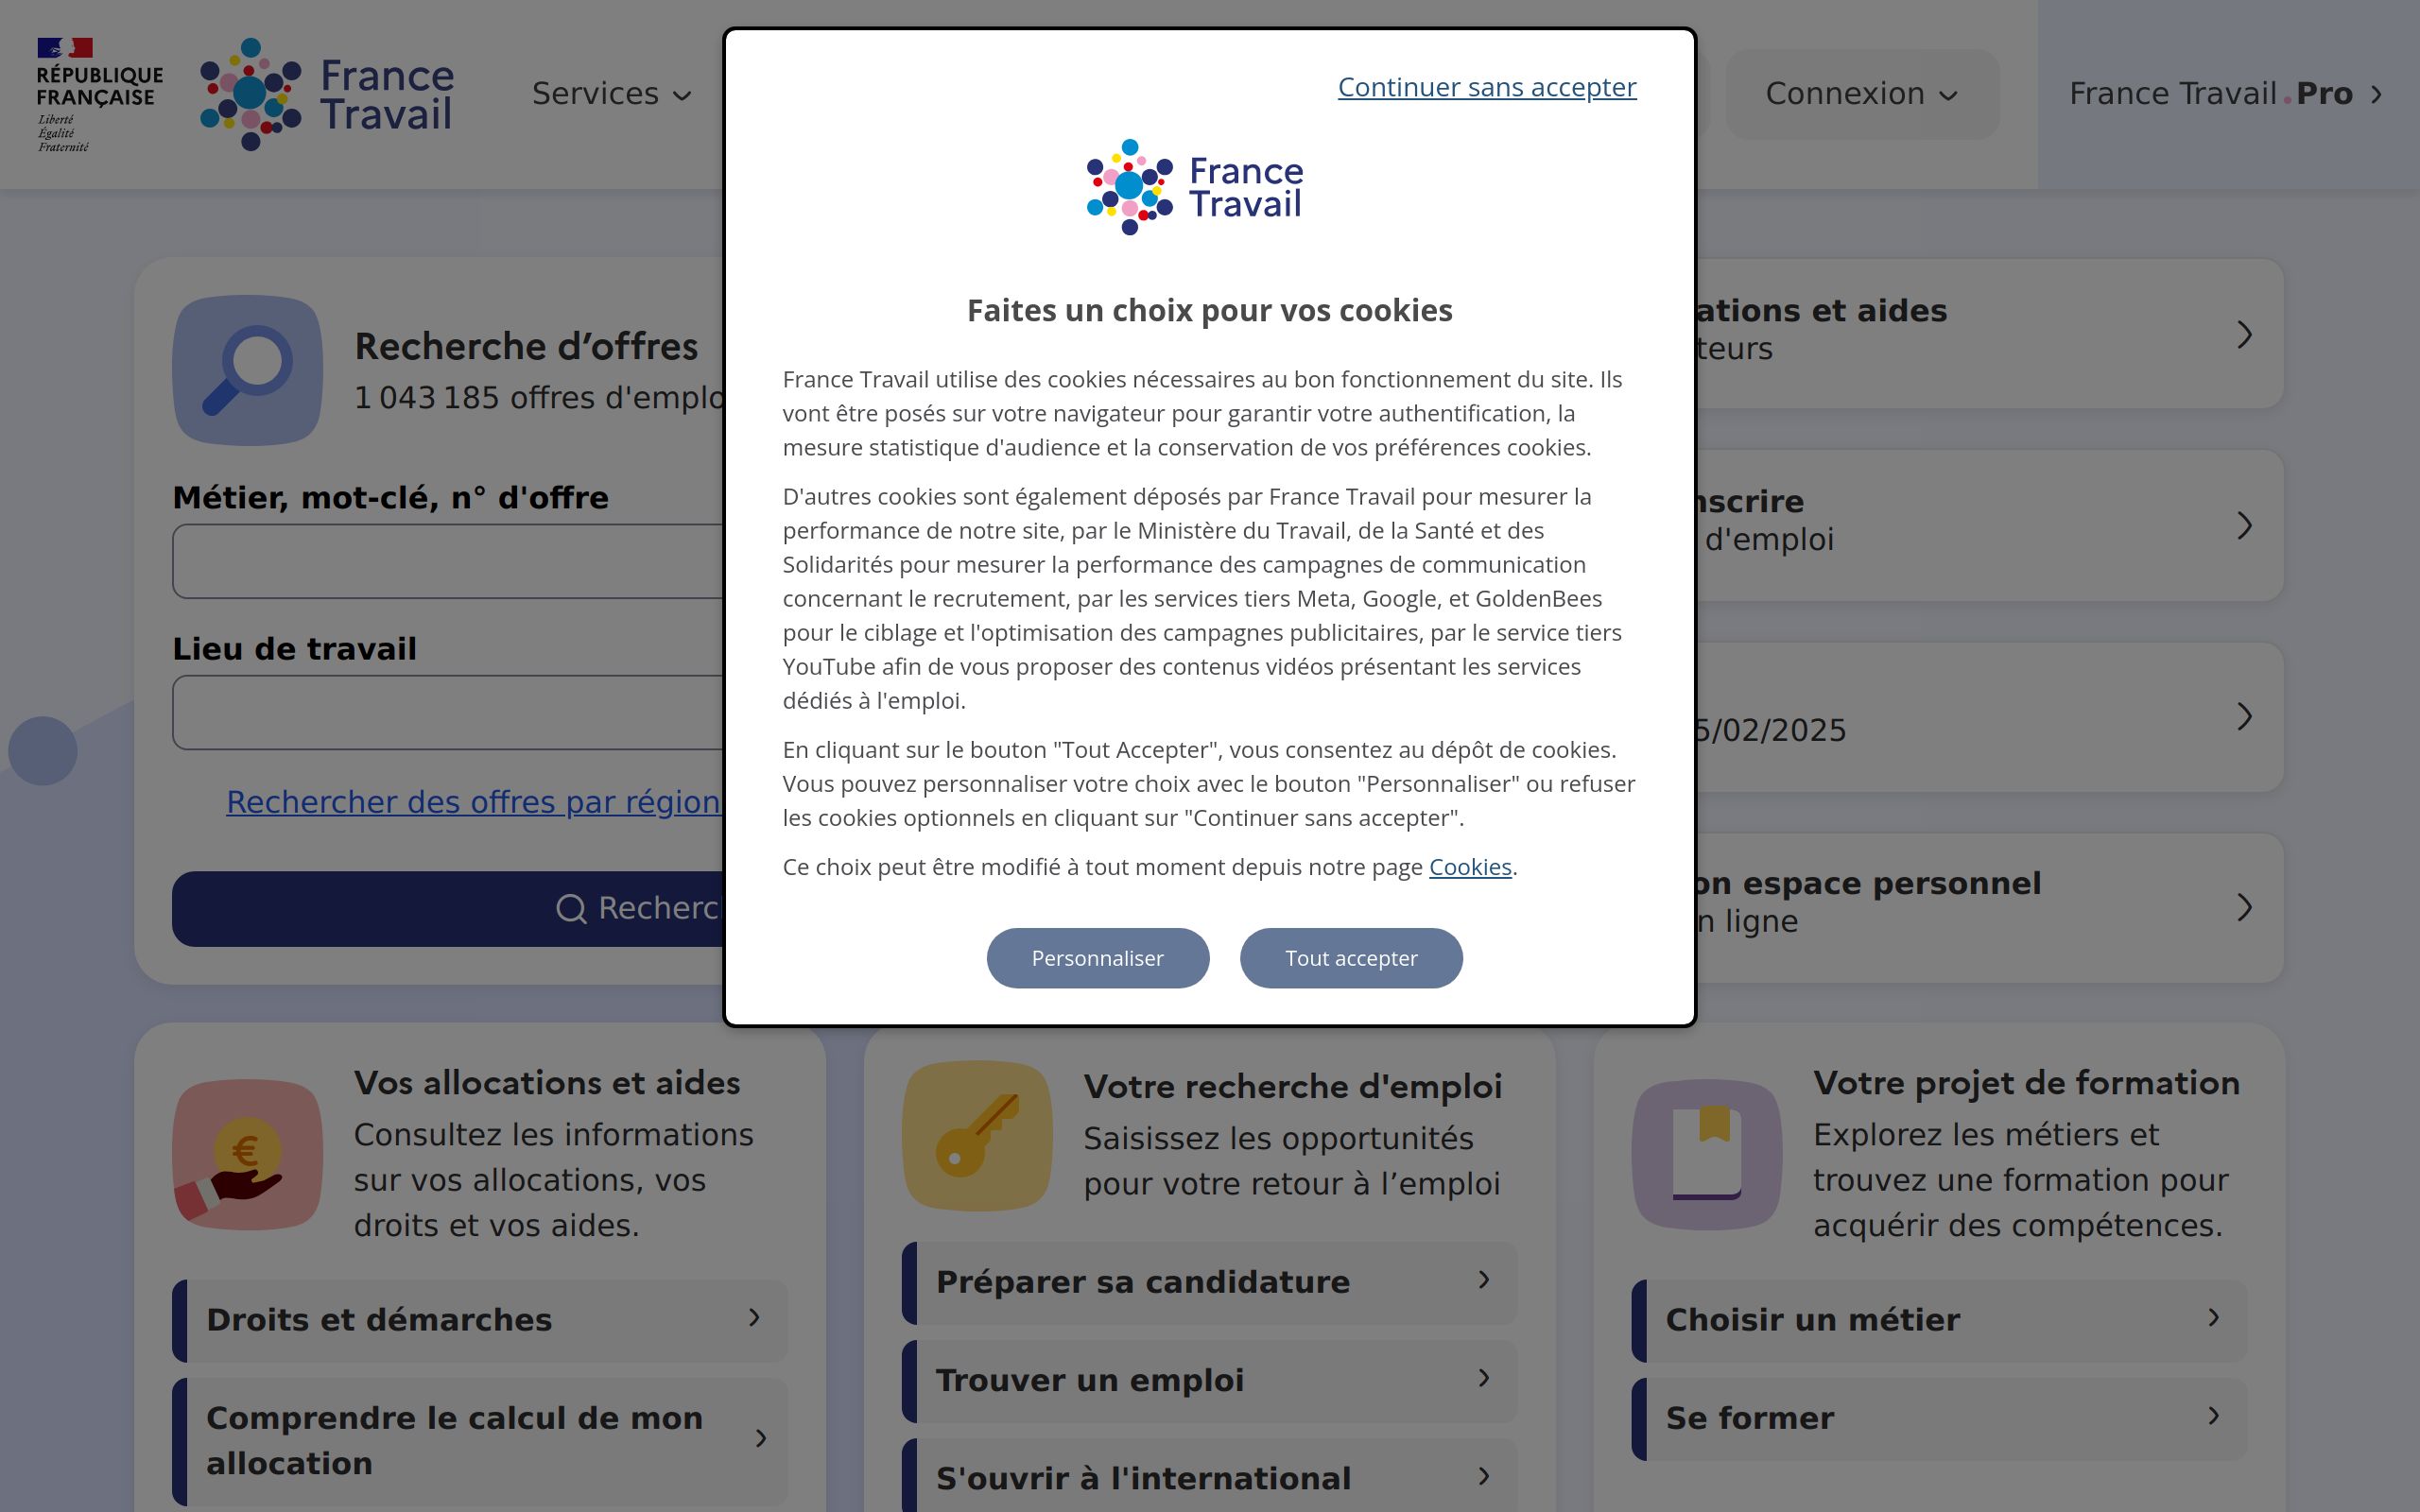 RÉPUBLIQUE
FRANÇAISE
Liberté
Égalité
Fraternité
France
Travail
Services
Connexion
France Travail.Pro
Continuer sans accepter
France
Travail
Faites un choix pour vos cookies
France Travail utilise des cookies nécessaires au bon fonctionnement du site. Ils
vont être posés sur votre navigateur pour garantir votre authentification, la
mesure statistique d'audience et la conservation de vos préférences cookies.
D'autres cookies sont également déposés par France Travail pour mesurer la
performance de notre site, par le Ministère du Travail, de la Santé et des
Solidarités pour mesurer la performance des campagnes de communication
concernant le recrutement, par les services tiers Meta, Google, et GoldenBees
pour le ciblage et l'optimisation des campagnes publicitaires, par le service tiers
YouTube afin de vous proposer des contenus vidéos présentant les services
dédiés à l'emploi.
En cliquant sur le bouton "Tout Accepter", vous consentez au dépôt de cookies.
Vous pouvez personnaliser votre choix avec le bouton "Personnaliser" ou refuser
les cookies optionnels en cliquant sur "Continuer sans accepter".
Ce choix peut être modifié à tout moment depuis notre page Cookies.
Personnaliser
Tout accepter
Recherche d’offres
1 043 185 offres d'emplo
Métier, mot-clé, n° d'offre
Lieu de travail
Rechercher des offres par région
Recherc
ations et aides
teurs
nscrire
d'emploi
5/02/2025
on espace personnel
n ligne
Vos allocations et aides
Consultez les informations
sur vos allocations, vos
droits et vos aides.
Droits et démarches
Comprendre le calcul de mon
allocation
Votre recherche d'emploi
Saisissez les opportunités
pour votre retour à l’emploi
Préparer sa candidature
Trouver un emploi
S'ouvrir à l'international
Votre projet de formation
Explorez les métiers et
trouvez une formation pour
acquérir des compétences.
Choisir un métier
Se former